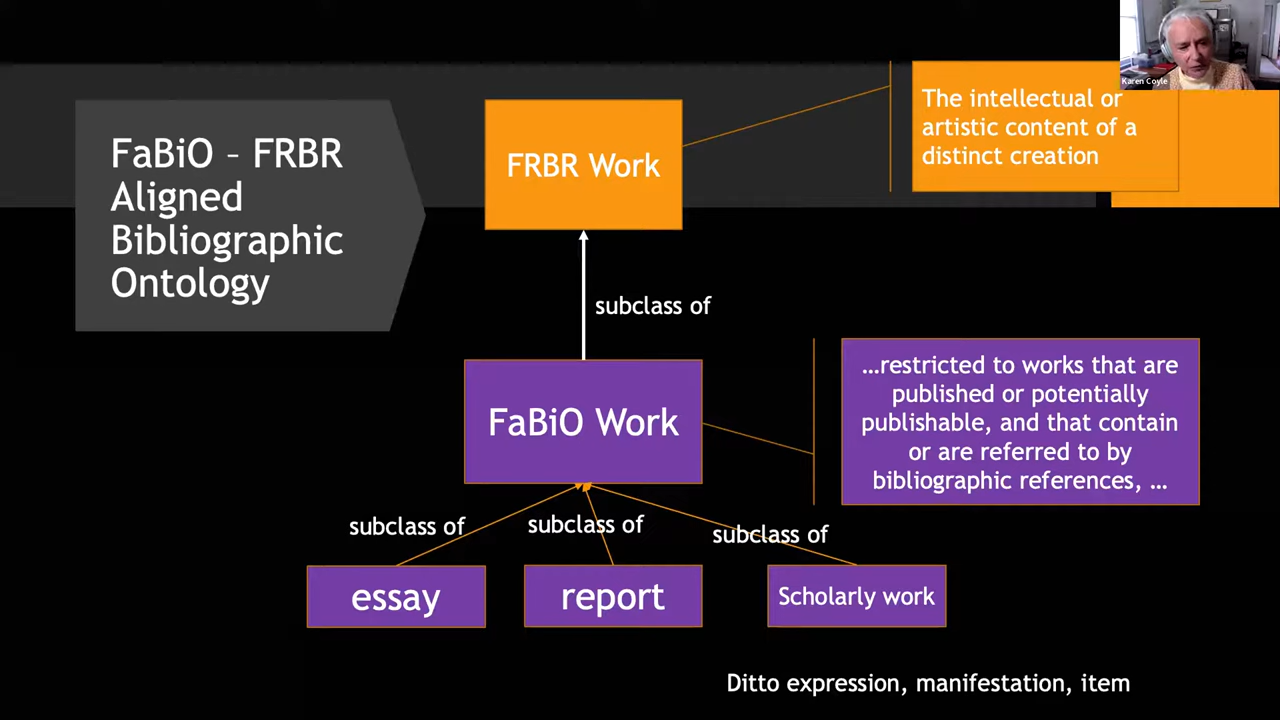 Karen Coyle
FaBiO – FRBR
Aligned
Bibliographic
Ontology
FRBR Work
The intellectual or
artistic content of a
distinct creation
subclass of
FaBiO Work
…restricted to works that are
published or potentially
publishable, and that contain
or are referred to by
bibliographic references, …
subclass of
subclass of
subclass of
essay
report
Scholarly work
Ditto expression, manifestation, item